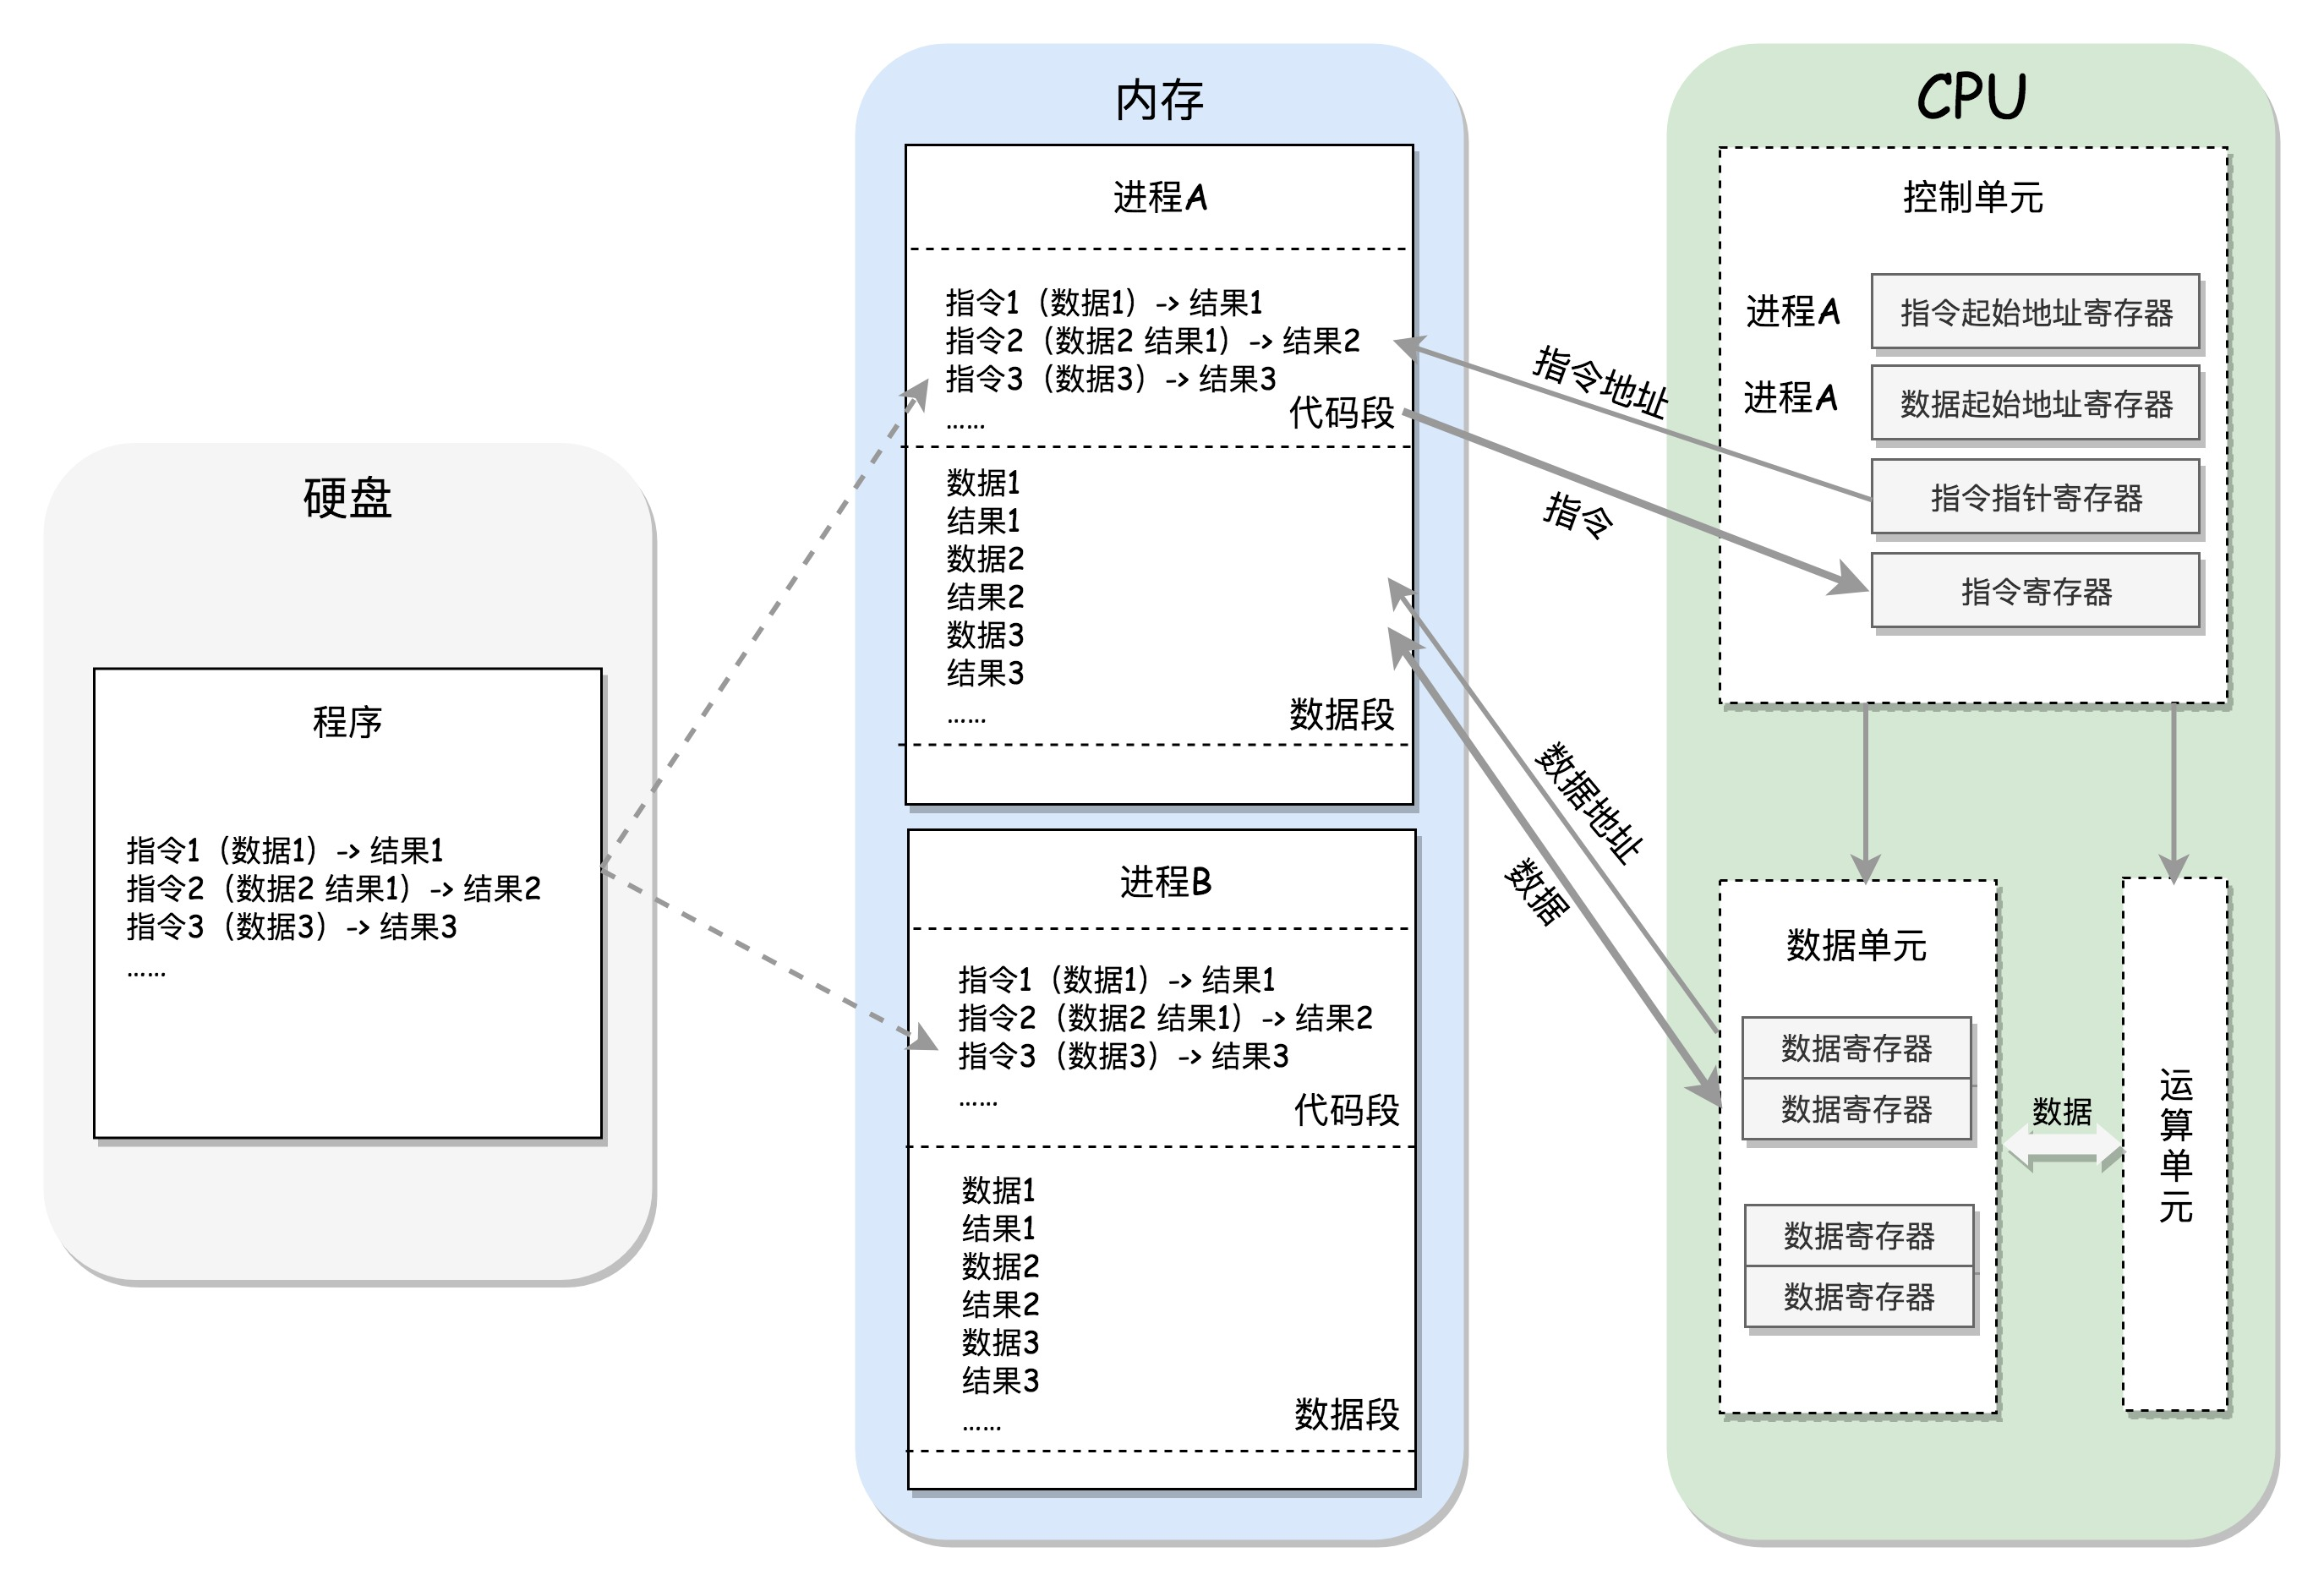 硬盘
程序
指令1（数据1）-> 结果1
指令2（数据2 结果1）-> 结果2
指令3（数据3）-> 结果3
……
内存
进程A
指令1（数据1）-> 结果1
指令2（数据2 结果1）-> 结果2
指令3（数据3）-> 结果3
……
代码段
数据1
结果1
数据2
结果2
数据3
结果3
……
数据段
进程B
指令1（数据1）-> 结果1
指令2（数据2 结果1）-> 结果2
指令3（数据3）-> 结果3
……
代码段
数据1
结果1
数据2
结果2
数据3
结果3
……
数据段
指令地址
指令
数据地址
数据
CPU
控制单元
进程A
指令起始地址寄存器
进程A
数据起始地址寄存器
指令指针寄存器
指令寄存器
数据单元
数据寄存器
数据寄存器
数据寄存器
数据寄存器
数据
运算单元